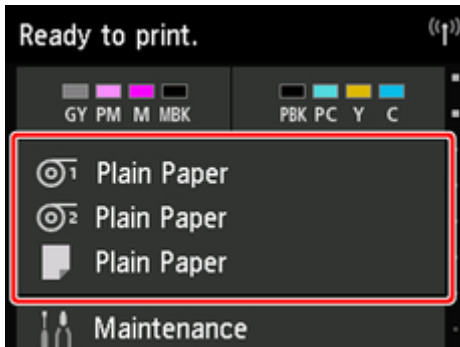 Ready to print.
GY PM M MBK PBK PC Y C
1 Plain Paper
2 Plain Paper
Plain Paper
Maintenance